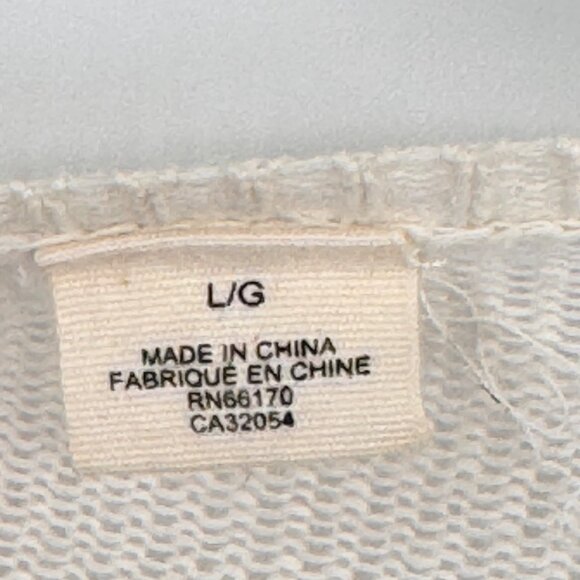 L/G
MADE IN CHINA
FABRIQUÉ EN CHINE
RN66170
CA32054